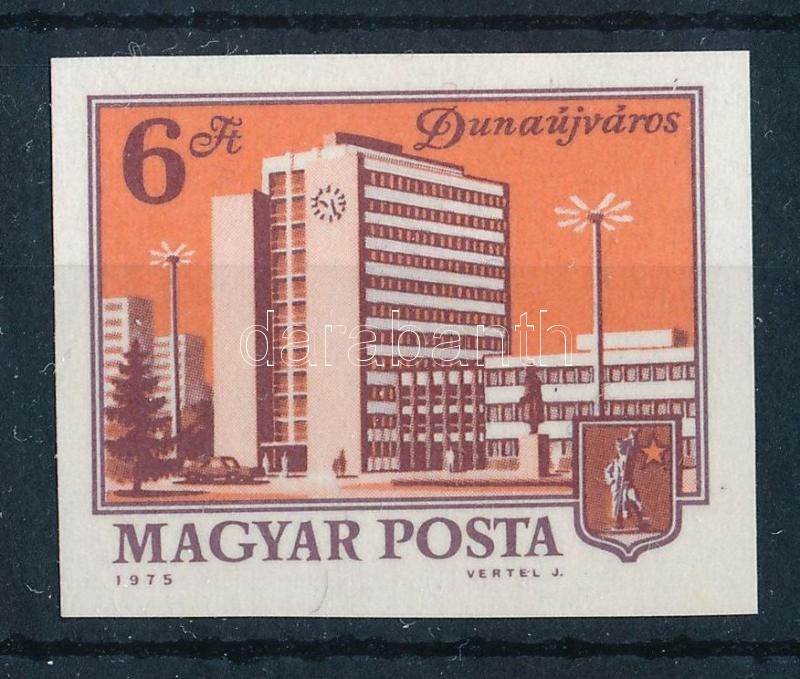 6 Ft Dunaújváros
darabanth
MAGYAR POSTA
1975 VERTEL J.